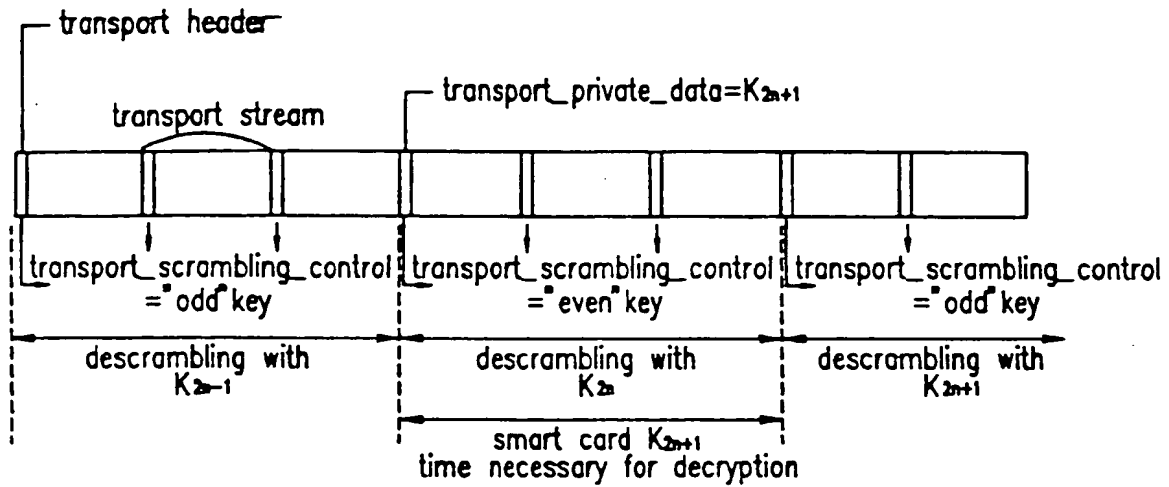 transport header
transport_private_data=K2n+1
transport stream
transport_scrambling_control
="odd" key
transport_scrambling_control
="even" key
transport_scrambling_control
="odd" key
descrambling with
K2n-1
descrambling with
K2n
descrambling with
K2n+1
smart card K2n+1
time necessary for decryption